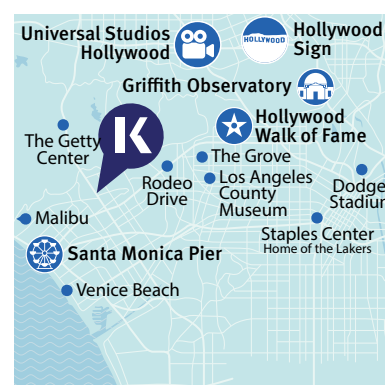 Universal Studios
Hollywood
HOLLYWOOD
Hollywood
Sign
Griffith Observatory
Hollywood
Walk of Fame
The Getty
Center
K
The Grove
Rodeo
Drive
Los Angeles
County
Museum
Dodge
Stadium
Malibu
Staples Center
Home of the Lakers
Santa Monica Pier
Venice Beach